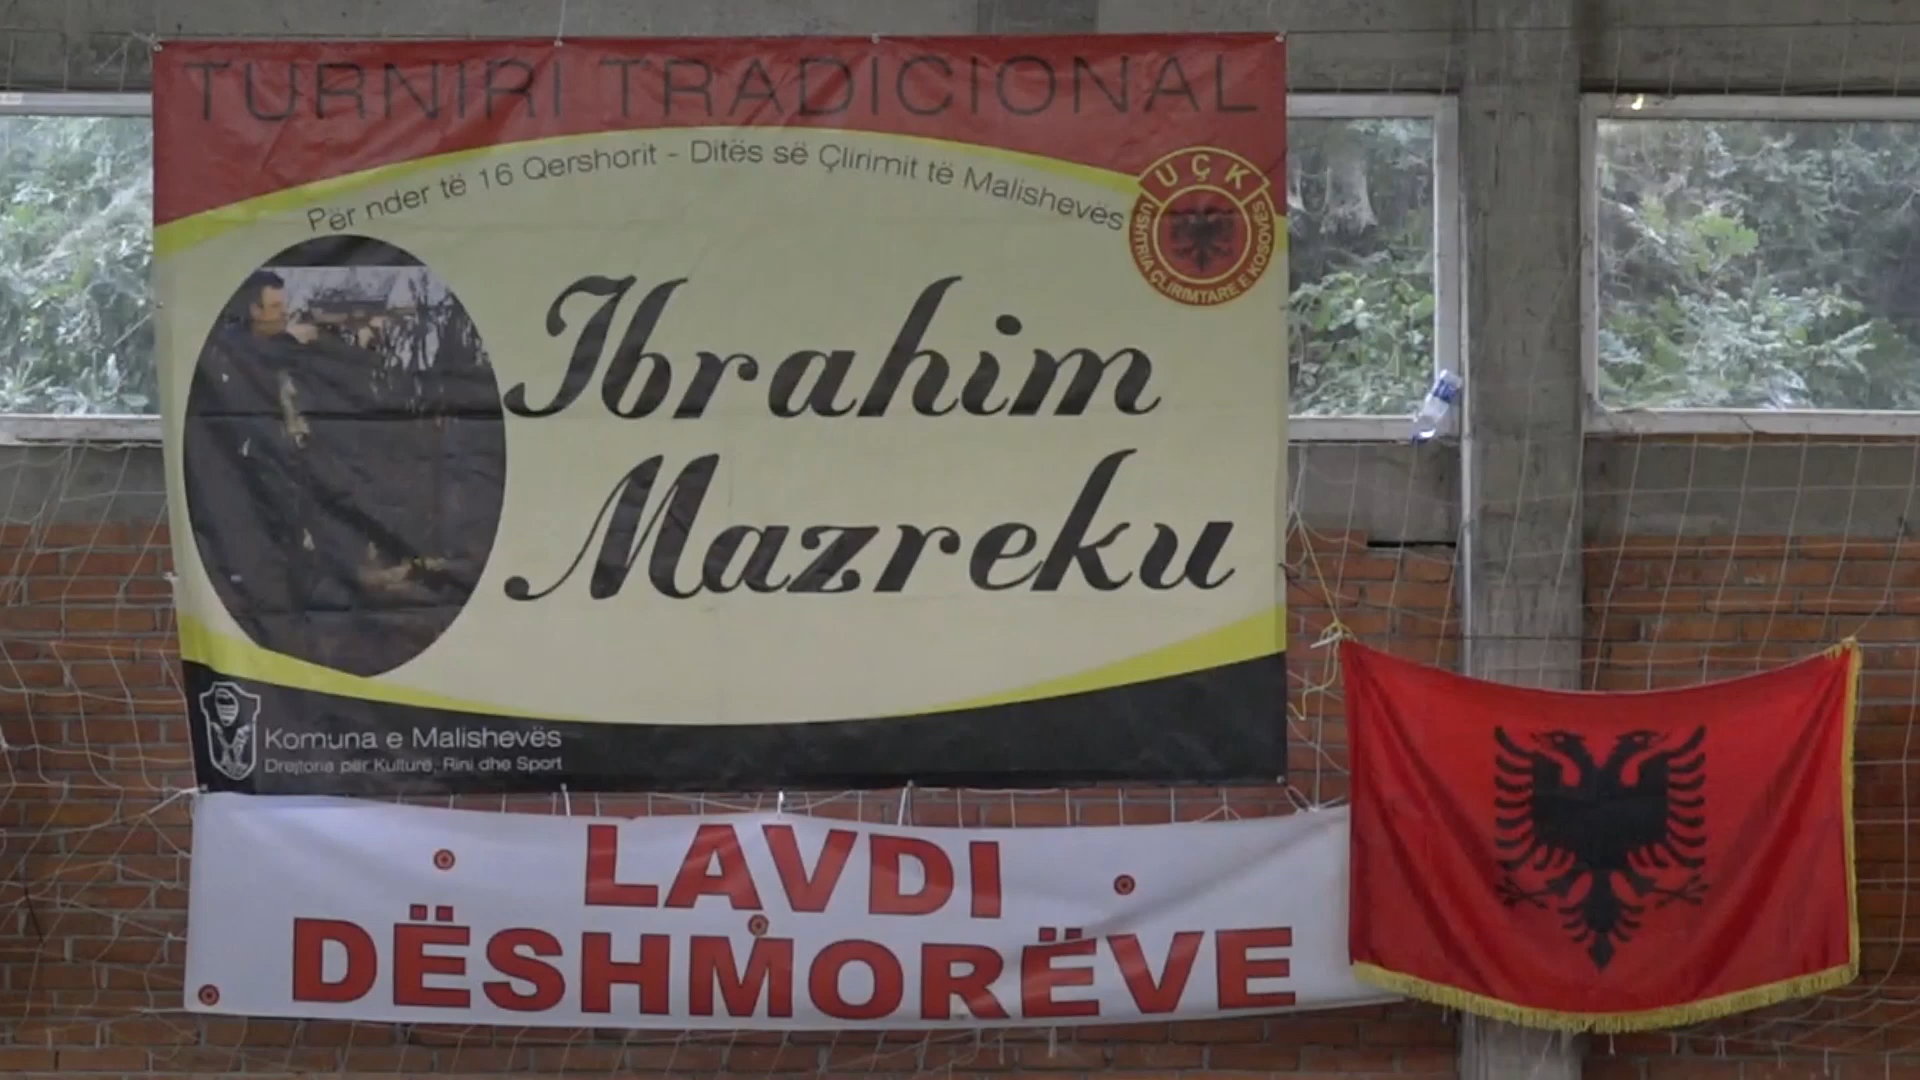 TURNIRI TRADICIONAL
Për nder të 16 Qershorit - Ditës së Çlirimit të Malishevës
UÇK
USHTRIA ÇLIRIMTARE E KOSOVËS
Ibrahim
Mazreku
Komuna e Malishevës
Drejtoria për Kulturë, Rini dhe Sport
LAVDI
DËSHMORËVE